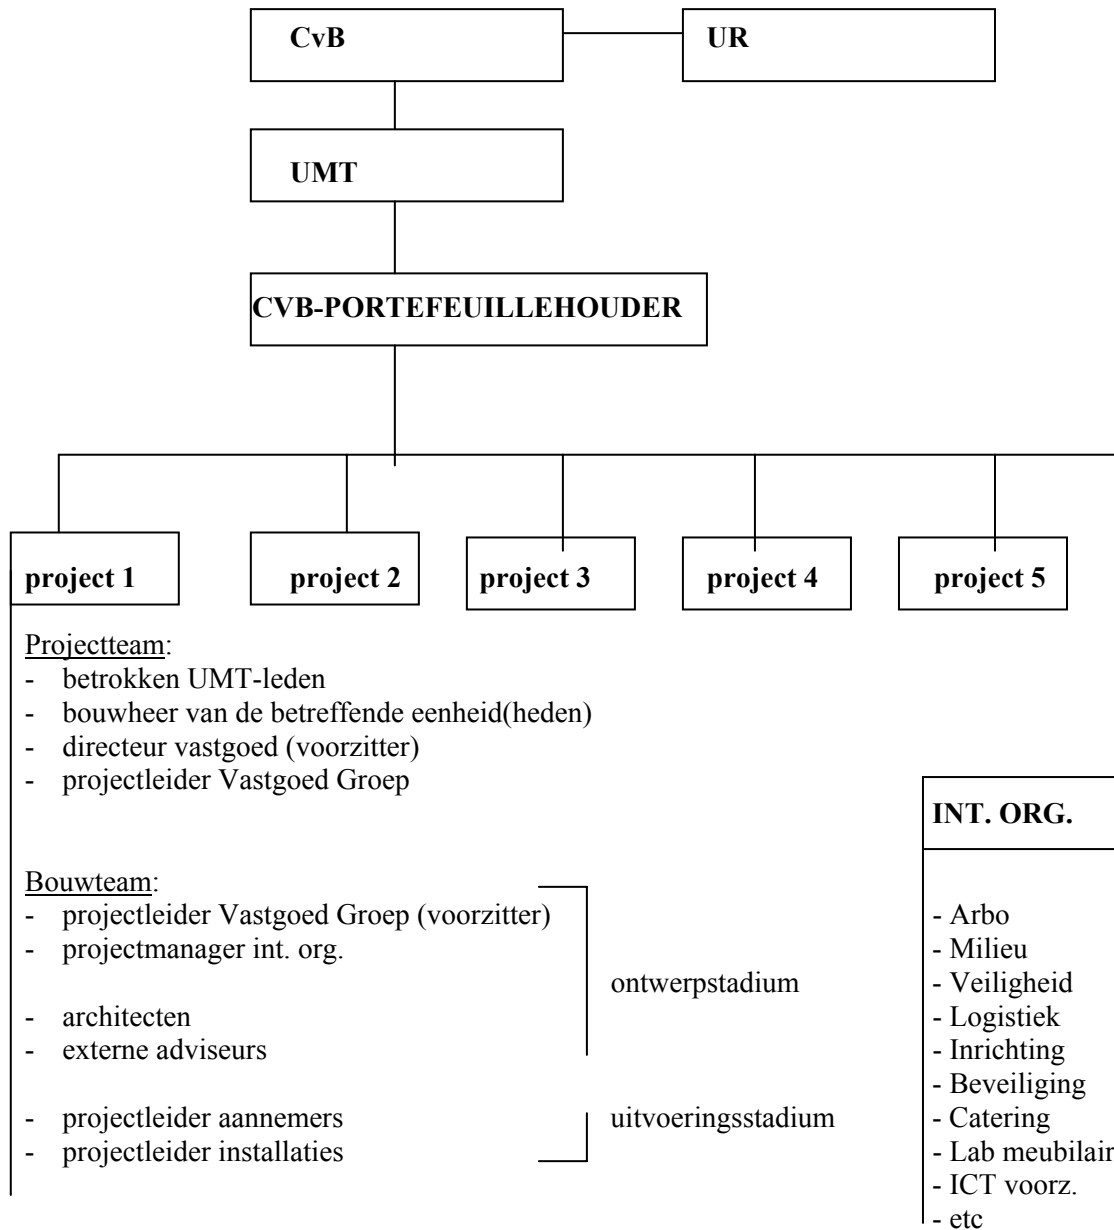 CvB
UR
UMT
CVB-PORTEFEUILLEHOUDER
project 1
project 2
project 3
project 4
project 5
Projectteam:
- betrokken UMT-leden
- bouwheer van de betreffende eenheid(heden)
- directeur vastgoed (voorzitter)
- projectleider Vastgoed Groep
Bouwteam:
- projectleider Vastgoed Groep (voorzitter)
- projectmanager int. org.
- architecten
- externe adviseurs
ontwerpstadium
- projectleider aannemers
- projectleider installaties
uitvoeringsstadium
INT. ORG.
- Arbo
- Milieu
- Veiligheid
- Logistiek
- Inrichting
- Beveiliging
- Catering
- Lab meubilair
- ICT voorz.
- etc